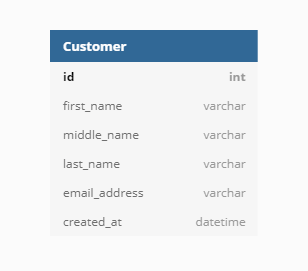 Customer
id int
first_name varchar
middle_name varchar
last_name varchar
email_address varchar
created_at datetime